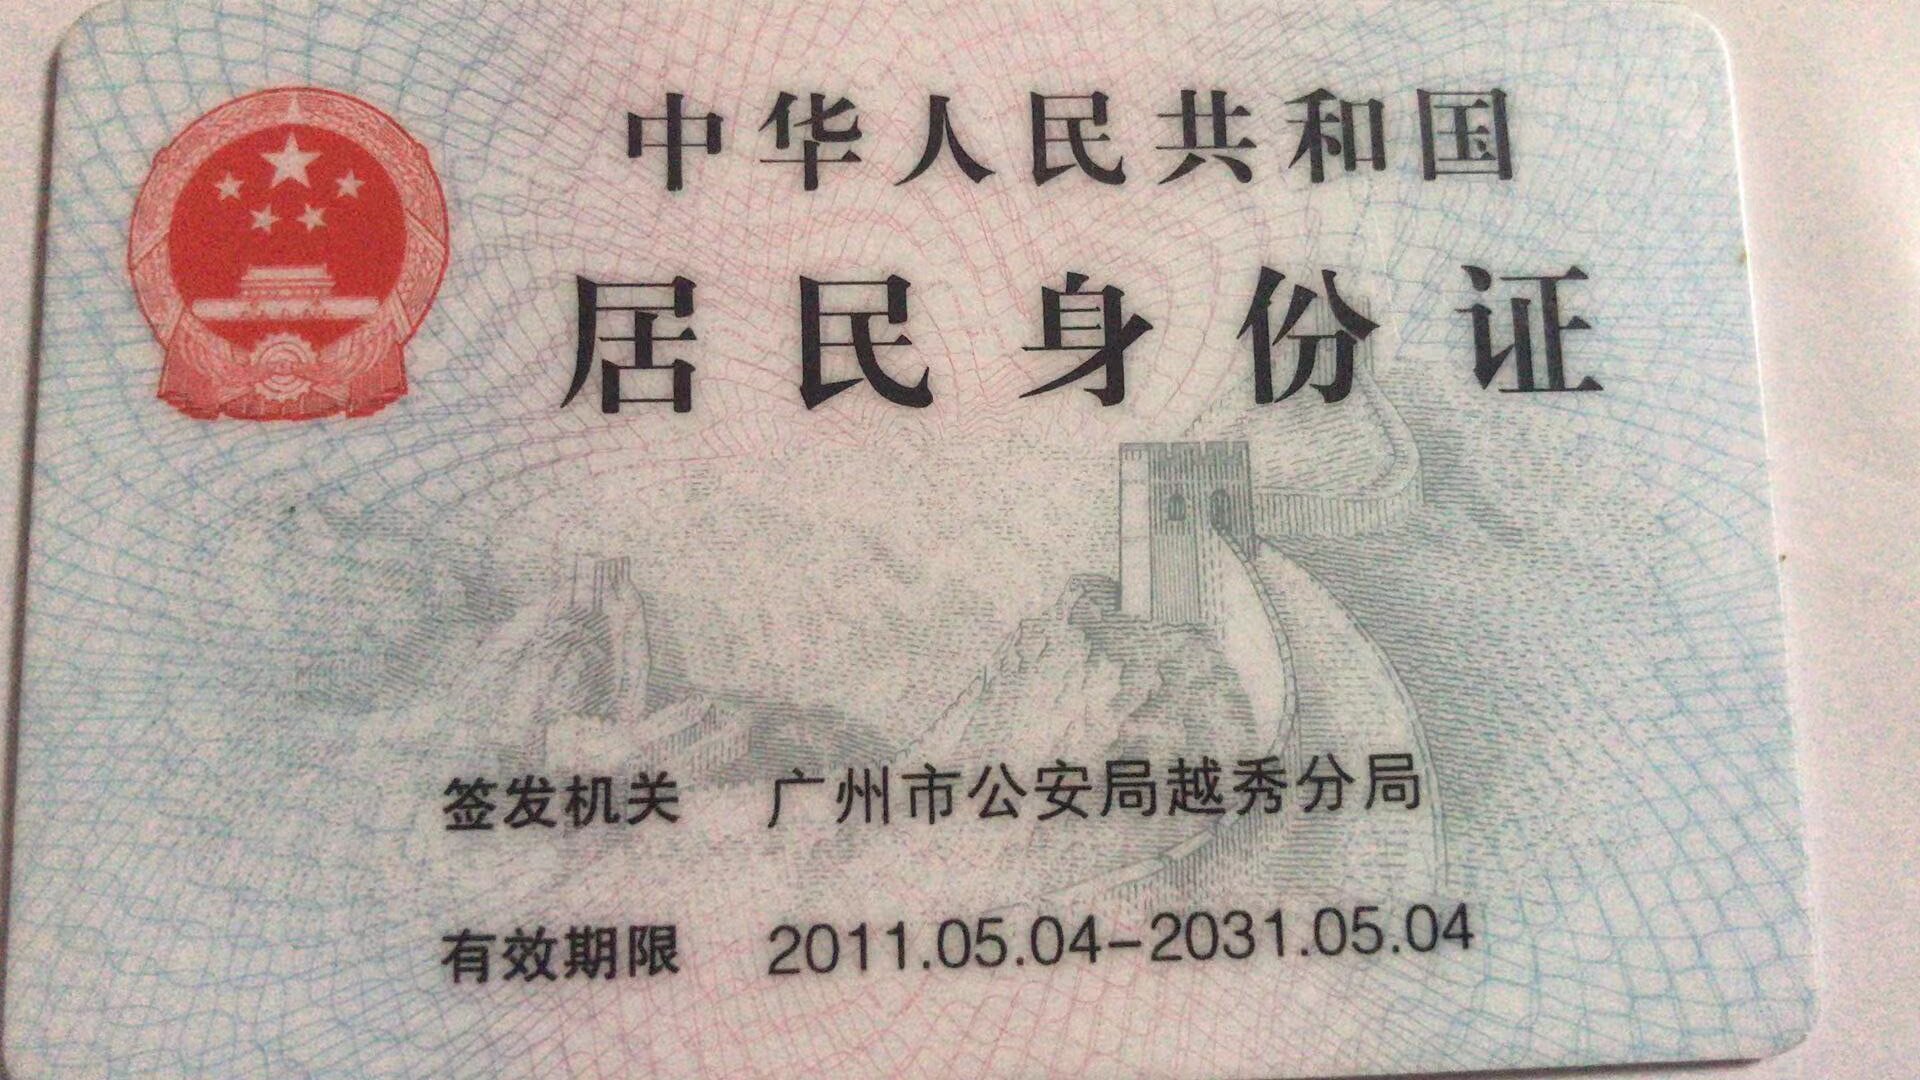 中华人民共和国
居民身份证
签发机关 广州市公安局越秀分局
有效期限 2011.05.04-2031.05.04